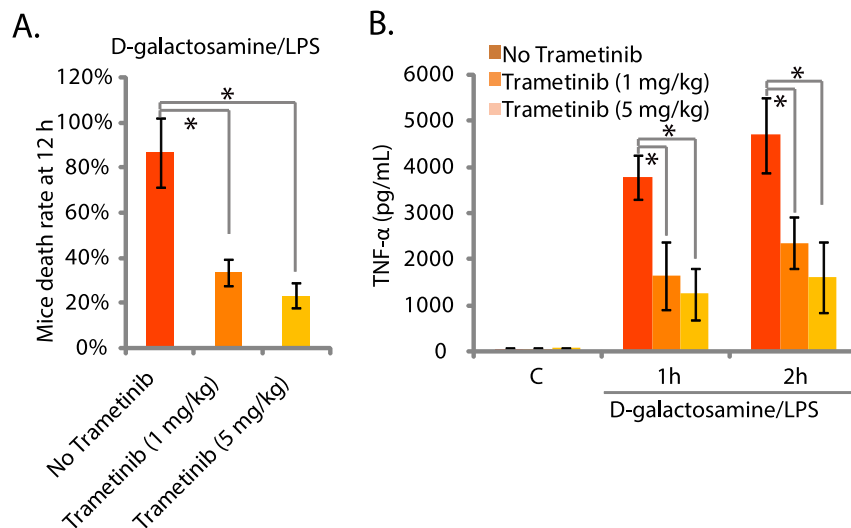 A.
D-galactosamine/LPS
120%
100%
80%
60%
40%
20%
0%
Mice death rate at 12 h
*
*
No Trametinib
Trametinib (1 mg/kg)
Trametinib (5 mg/kg)
B.
No Trametinib
Trametinib (1 mg/kg)
Trametinib (5 mg/kg)
6000
5000
4000
3000
2000
1000
0
TNF-α (pg/mL)
*
*
*
*
C
1h
2h
D-galactosamine/LPS